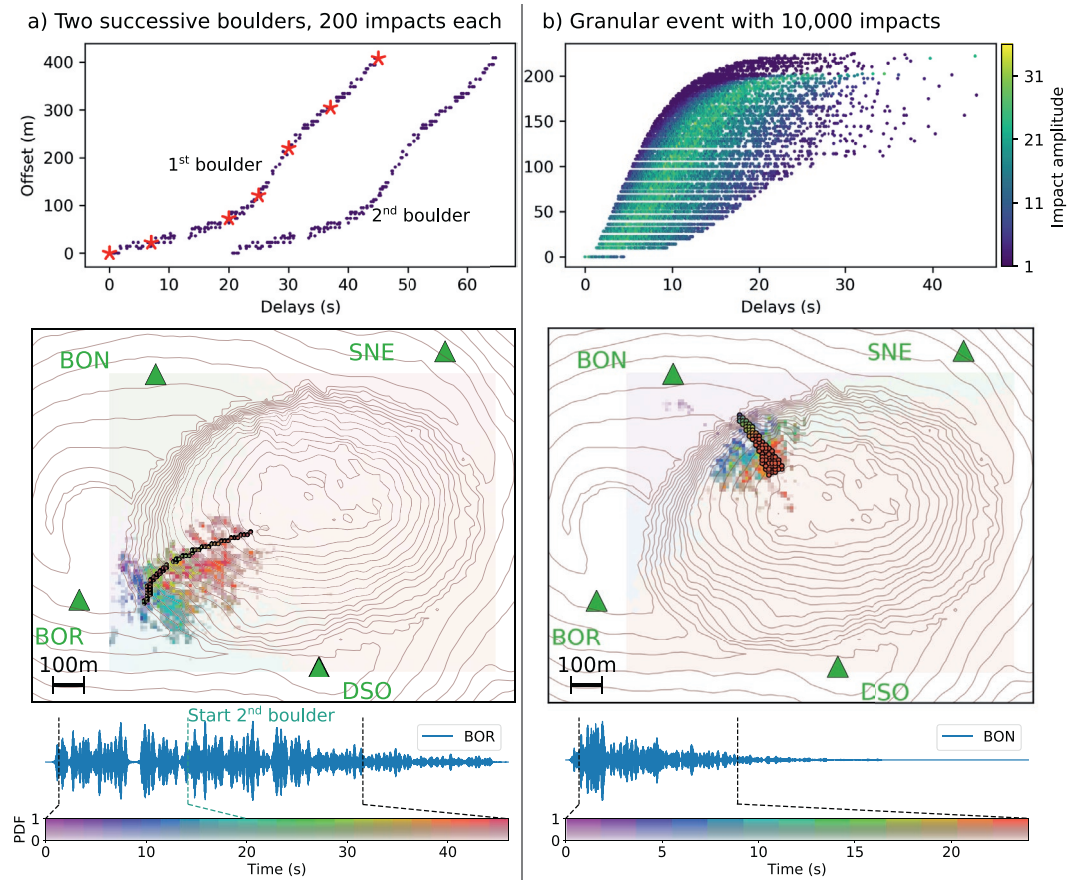 a) Two successive boulders, 200 impacts each
400
300
200
100
0
Offset (m)
1st boulder
2nd boulder
0 10 20 30 40 50 60
Delays (s)
b) Granular event with 10,000 impacts
200
150
100
50
0
0 10 20 30 40
Delays (s)
31
21
11
1
Impact amplitude
BON
SNE
BOR
DSO
100m
BON
SNE
BOR
DSO
100m
Start 2nd boulder
BOR
PDF
1
0
0 10 20 30 40
Time (s)
BON
1
0
0 5 10 15 20
Time (s)